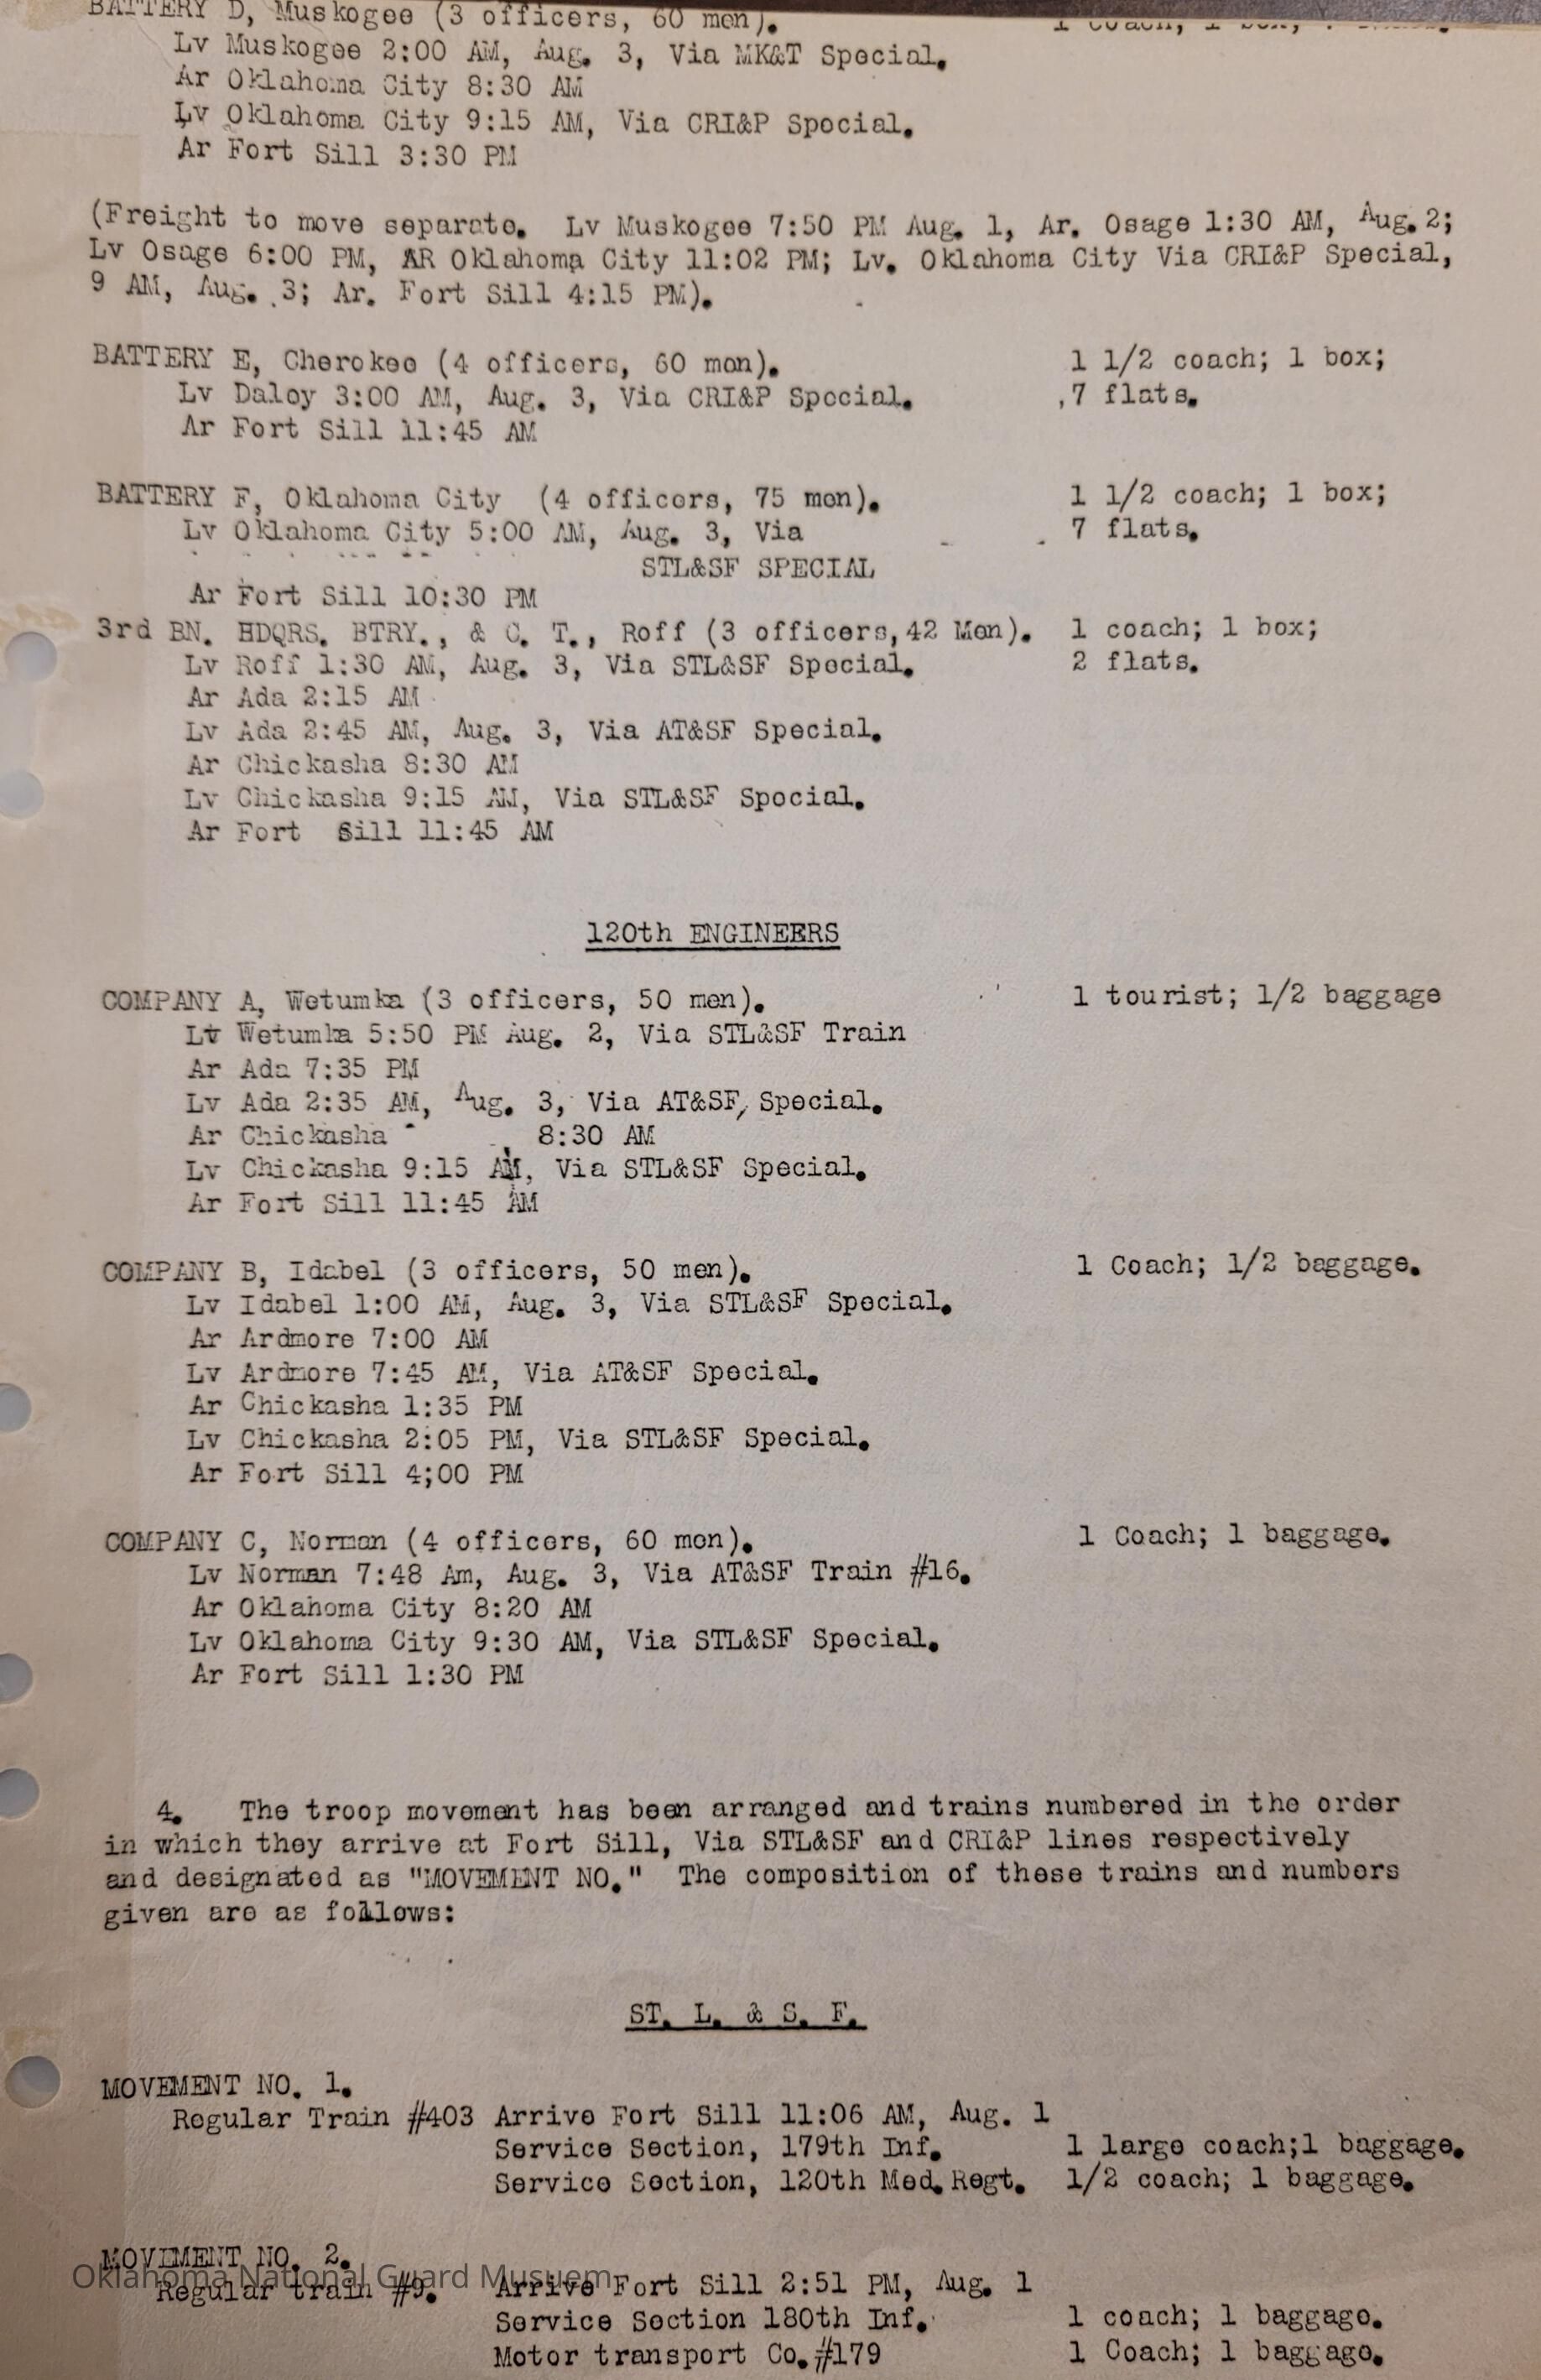 BATTERY D, Muskogee (3 officers, 60 men). 1 coach; 1 box;
Lv Muskogee 2:00 AM, Aug. 3, Via MK&T Special.
Ar Oklahoma City 8:30 AM
Lv Oklahoma City 9:15 AM, Via CRI&P Special.
Ar Fort Sill 3:30 PM
(Freight to move separate. Lv Muskogee 7:50 PM Aug. 1, Ar. Osage 1:30 AM, Aug. 2;
Lv Osage 6:00 PM, AR Oklahoma City 11:02 PM; Lv. Oklahoma City Via CRI&P Special,
9 AM, Aug. 3; Ar. Fort Sill 4:15 PM).
BATTERY E, Cherokee (4 officers, 60 men). 1 1/2 coach; 1 box;
Lv Daloy 3:00 AM, Aug. 3, Via CRI&P Special. 7 flats.
Ar Fort Sill 11:45 AM
BATTERY F, Oklahoma City (4 officers, 75 men). 1 1/2 coach; 1 box;
Lv Oklahoma City 5:00 AM, Aug. 3, Via 7 flats.
STL&SF SPECIAL
Ar Fort Sill 10:30 PM
3rd BN. HDQRS. BTRY., & C. T., Roff (3 officers, 42 Men). 1 coach; 1 box;
Lv Roff 1:30 AM, Aug. 3, Via STL&SF Special. 2 flats.
Ar Ada 2:15 AM
Lv Ada 2:45 AM, Aug. 3, Via AT&SF Special.
Ar Chickasha 8:30 AM
Lv Chickasha 9:15 AM, Via STL&SF Special.
Ar Fort Sill 11:45 AM
120th ENGINEERS
COMPANY A, Wetumka (3 officers, 50 men). 1 tourist; 1/2 baggage
Lv Wetumka 5:50 PM Aug. 2, Via STL&SF Train
Ar Ada 7:35 PM
Lv Ada 2:35 AM, Aug. 3, Via AT&SF, Special.
Ar Chickasha 8:30 AM
Lv Chickasha 9:15 AM, Via STL&SF Special.
Ar Fort Sill 11:45 AM
COMPANY B, Idabel (3 officers, 50 men). 1 Coach; 1/2 baggage.
Lv Idabel 1:00 AM, Aug. 3, Via STL&SF Special.
Ar Ardmore 7:00 AM
Lv Ardmore 7:45 AM, Via AT&SF Special.
Ar Chickasha 1:35 PM
Lv Chickasha 2:05 PM, Via STL&SF Special.
Ar Fort Sill 4;00 PM
COMPANY C, Norman (4 officers, 60 men). 1 Coach; 1 baggage.
Lv Norman 7:48 Am, Aug. 3, Via AT&SF Train #16.
Ar Oklahoma City 8:20 AM
Lv Oklahoma City 9:30 AM, Via STL&SF Special.
Ar Fort Sill 1:30 PM
4. The troop movement has been arranged and trains numbered in the order
in which they arrive at Fort Sill, Via STL&SF and CRI&P lines respectively
and designated as "MOVEMENT NO." The composition of these trains and numbers
given are as follows:
ST. L. & S. F.
MOVEMENT NO. 1.
Regular Train #403 Arrive Fort Sill 11:06 AM, Aug. 1
Service Section, 179th Inf. 1 large coach;1 baggage.
Service Section, 120th Med. Regt. 1/2 coach; 1 baggage.
MOVEMENT NO. 2.
Oklahoma National Guard Musuem
Regular train #9. Arrive Fort Sill 2:51 PM, Aug. 1
Service Section 180th Inf. 1 coach; 1 baggage.
Motor transport Co. #179 1 Coach; 1 baggage.